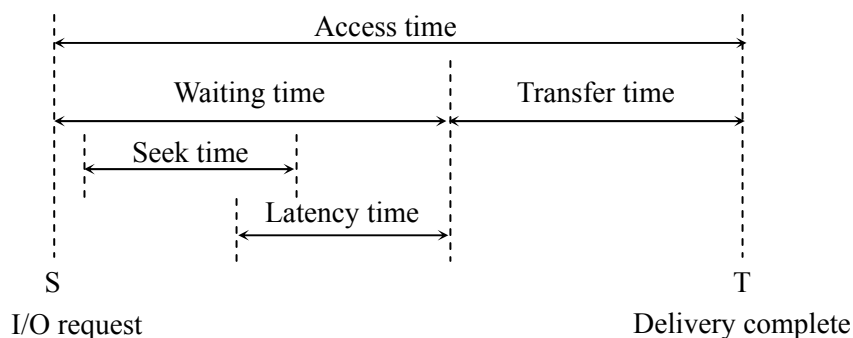 Access time
Waiting time Transfer time
Seek time
Latency time
S T
I/O request Delivery complete